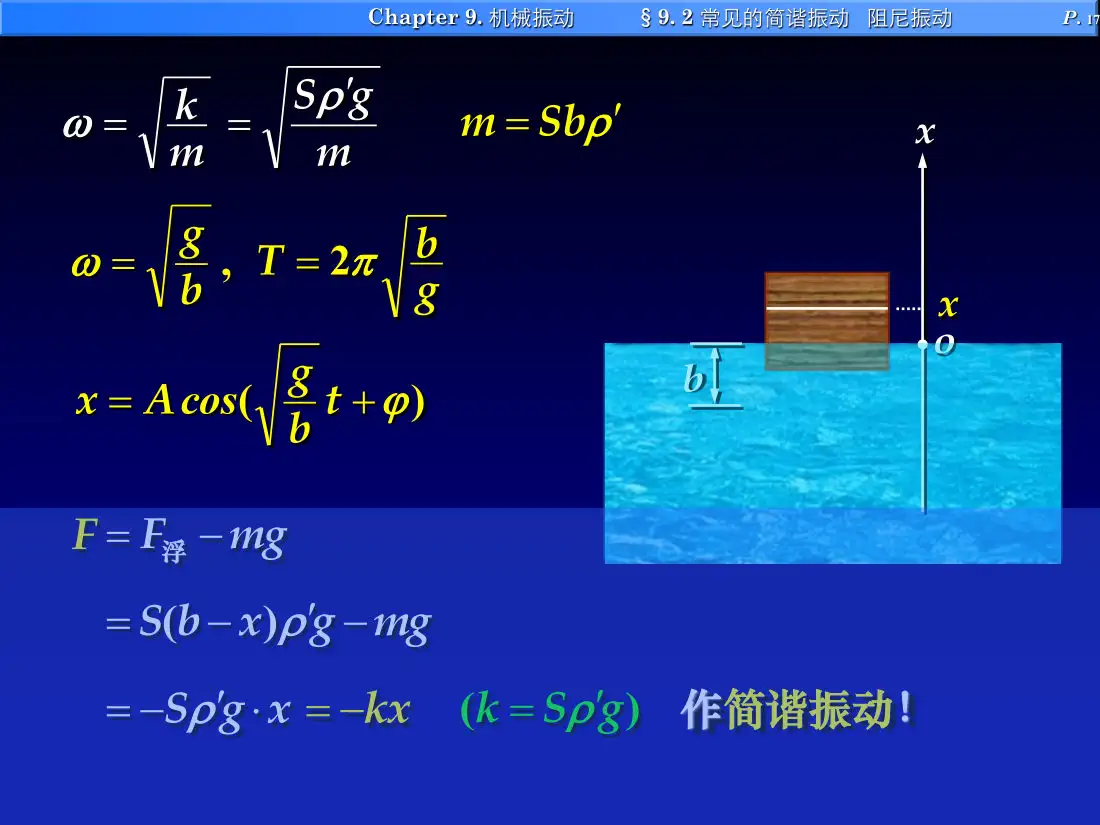 Chapter 9. 机械振动 §9. 2 常见的简谐振动 阻尼振动 P. 17
ω = √(k/m) = √(Sρ′g/m) m = Sbρ′
ω = √(g/b) , T = 2π√(b/g)
x = A cos(√(g/b) t + φ)
x
x
o
b
F = F浮 − mg
= S(b − x)ρ′g − mg
= −Sρ′g · x = −kx (k = Sρ′g) 作简谐振动!